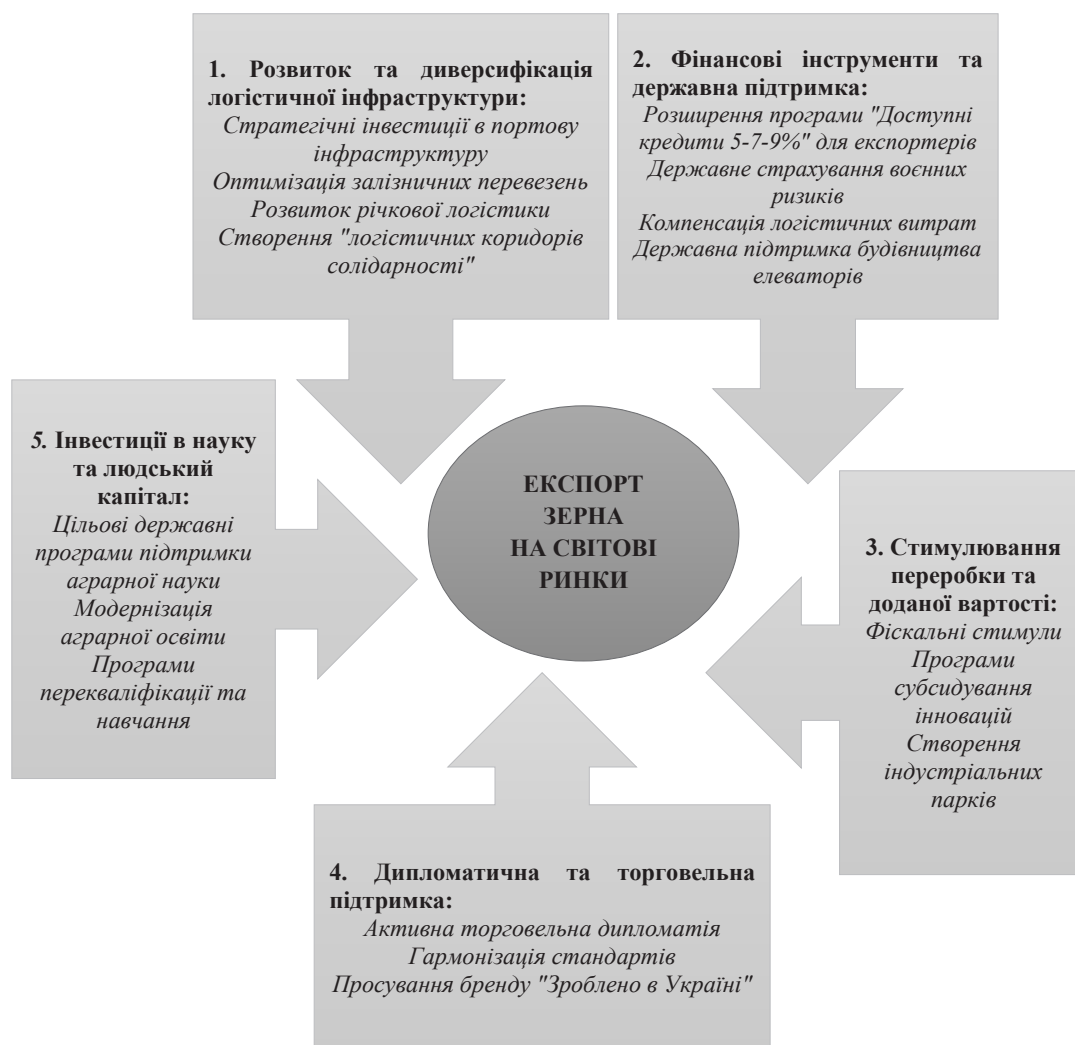 1. Розвиток та диверсифікація
логістичної інфраструктури:
Стратегічні інвестиції в портову
інфраструктуру
Оптимізація залізничних перевезень
Розвиток річкової логістики
Створення "логістичних коридорів
солідарності"
2. Фінансові інструменти та
державна підтримка:
Розширення програми "Доступні
кредити 5-7-9%" для експортерів
Державне страхування воєнних
ризиків
Компенсація логістичних витрат
Державна підтримка будівництва
елеваторів
5. Інвестиції в науку
та людський
капітал:
Цільові державні
програми підтримки
аграрної науки
Модернізація
аграрної освіти
Програми
перекваліфікації та
навчання
ЕКСПОРТ
ЗЕРНА
НА СВІТОВІ
РИНКИ
3. Стимулювання
переробки та
доданої вартості:
Фіскальні стимули
Програми
субсидування
інновацій
Створення
індустріальних
парків
4. Дипломатична та торговельна
підтримка:
Активна торговельна дипломатія
Гармонізація стандартів
Просування бренду "Зроблено в Україні"